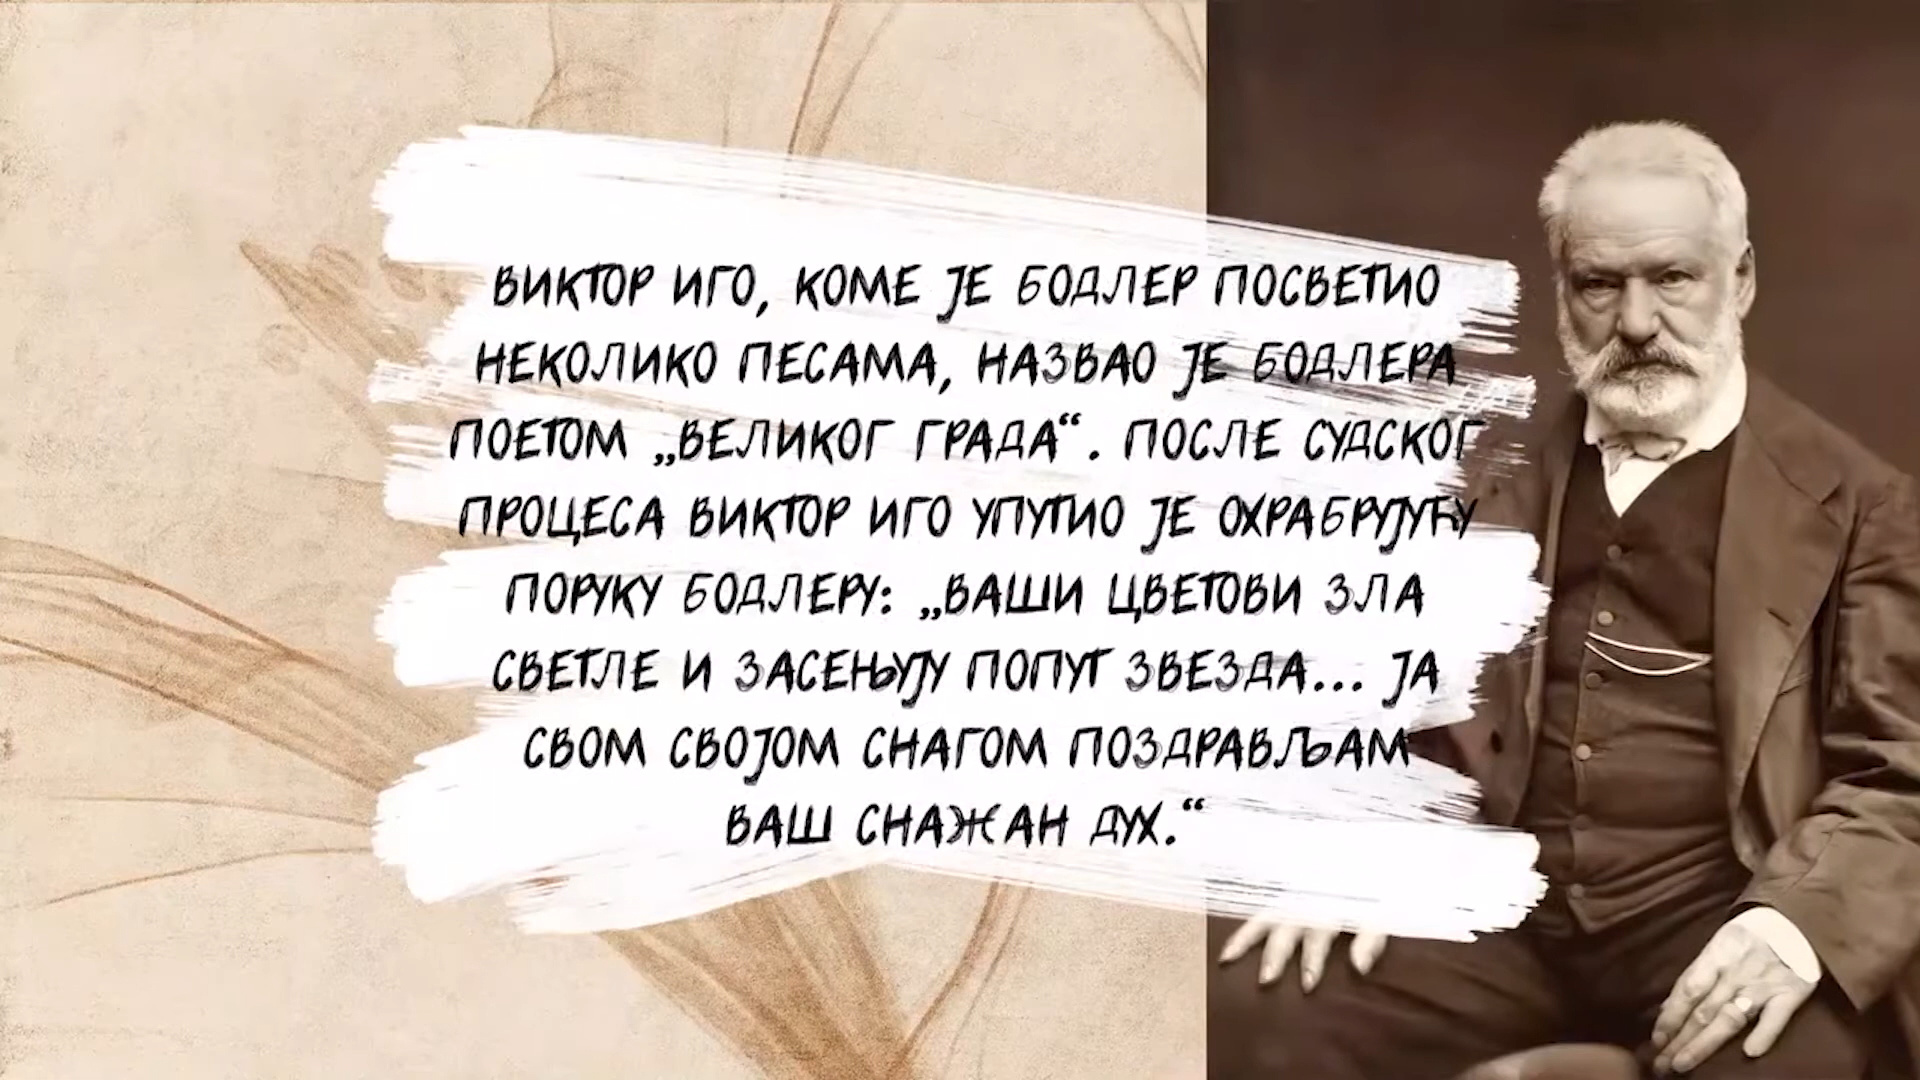 ВИКТОР ИГО, КОМЕ ЈЕ БОДЛЕР ПОСВЕТИО
НЕКОЛИКО ПЕСАМА, НАЗВАО ЈЕ БОДЛЕРА
ПОЕТОМ „ВЕЛИКОГ ГРАДА“. ПОСЛЕ СУДСКОГ
ПРОЦЕСА ВИКТОР ИГО УПУТИО ЈЕ ОХРАБРУЈУЋУ
ПОРУКУ БОДЛЕРУ: „ВАШИ ЦВЕТОВИ ЗЛА
СВЕТЛЕ И ЗАСЕЊУЈУ ПОПУТ ЗВЕЗДА... ЈА
СВОМ СВОЈОМ СНАГОМ ПОЗДРАВЉАМ
ВАШ СНАЖАН ДУХ.“